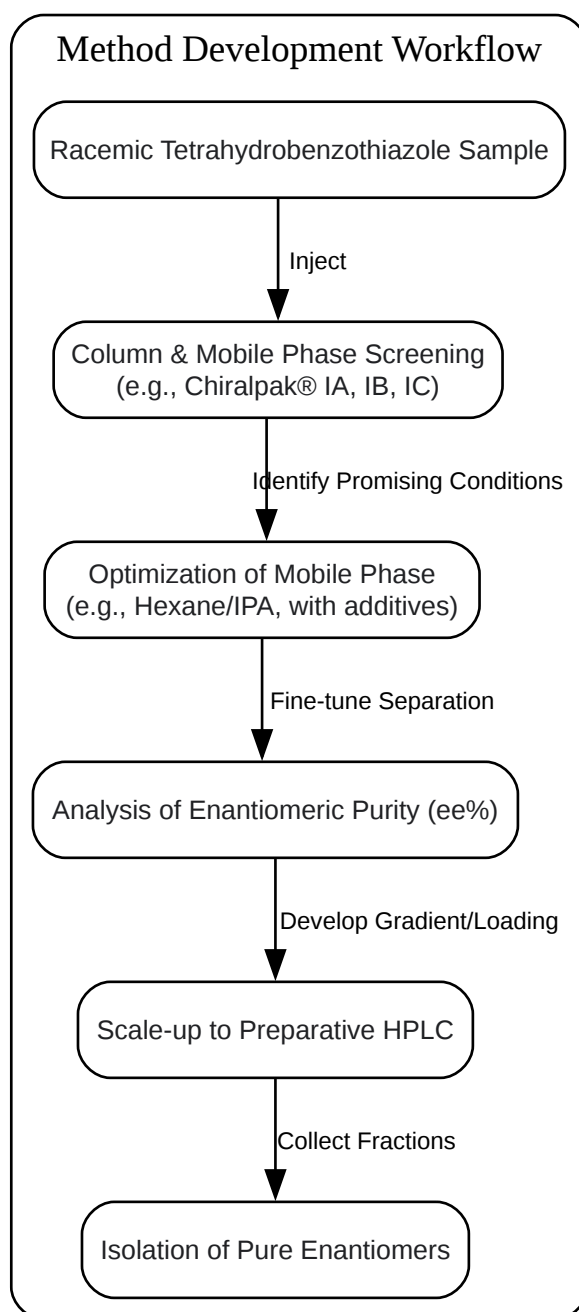 Method Development Workflow
Racemic Tetrahydrobenzothiazole Sample
Inject
Column & Mobile Phase Screening
(e.g., Chiralpak® IA, IB, IC)
Identify Promising Conditions
Optimization of Mobile Phase
(e.g., Hexane/IPA, with additives)
Fine-tune Separation
Analysis of Enantiomeric Purity (ee%)
Develop Gradient/Loading
Scale-up to Preparative HPLC
Collect Fractions
Isolation of Pure Enantiomers